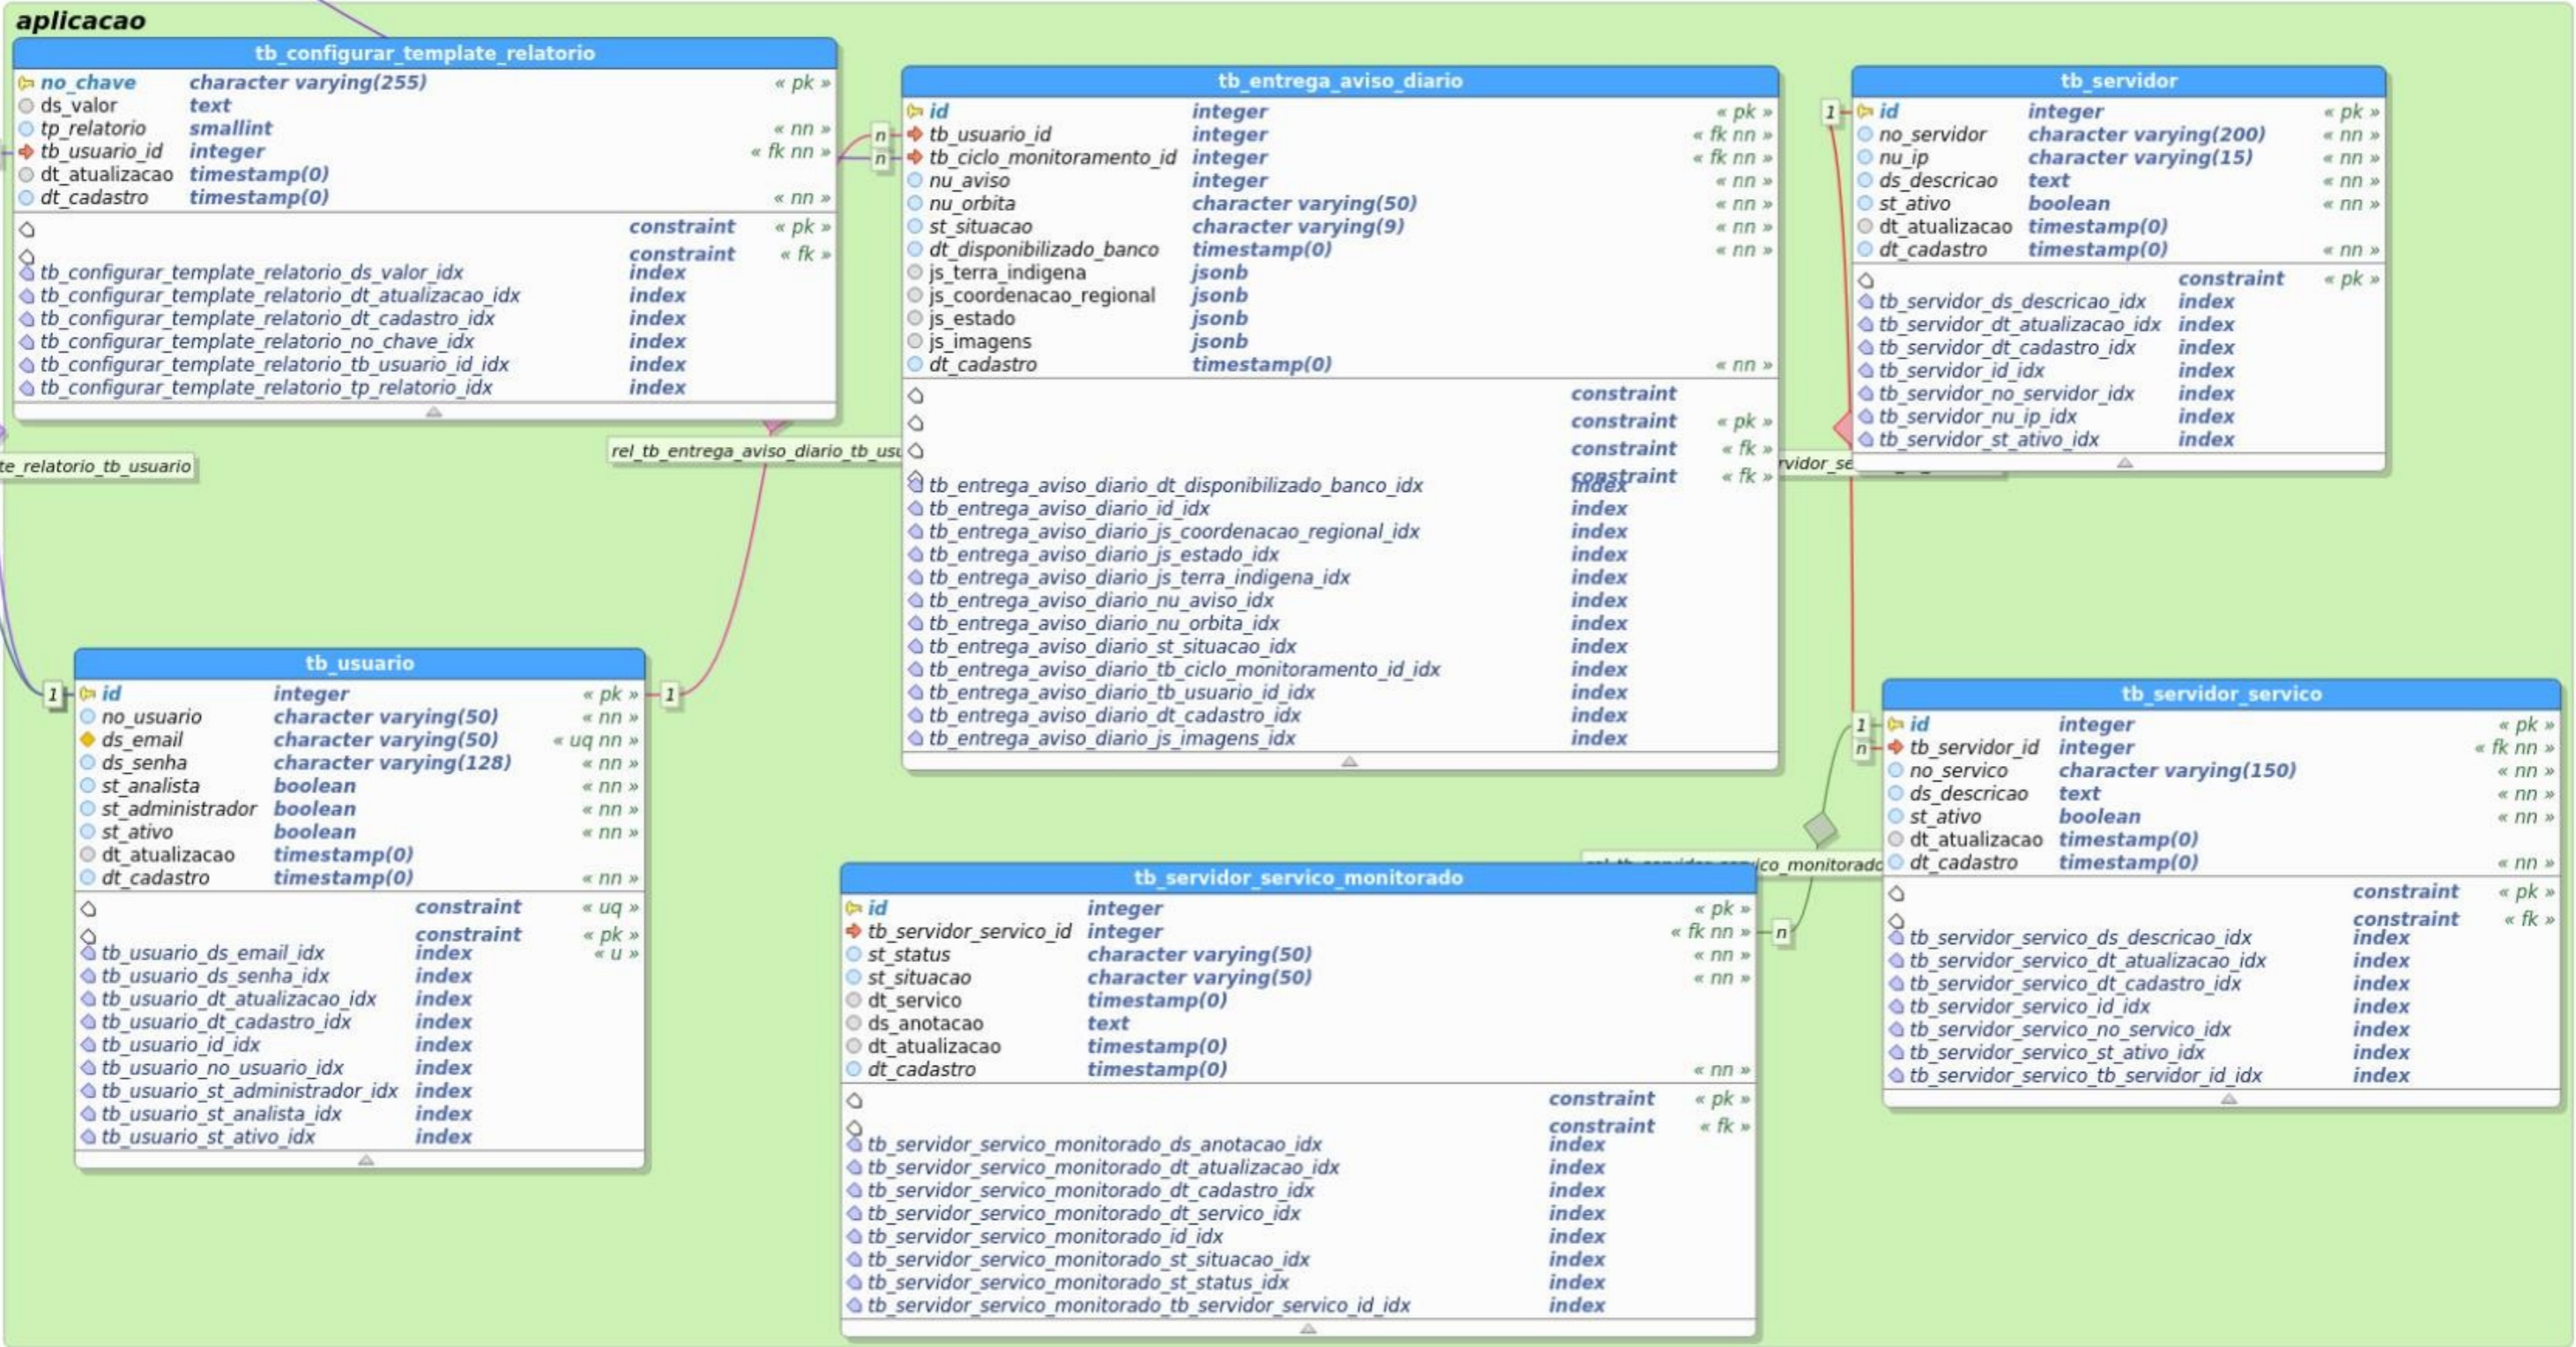 aplicacao
tb_configurar_template_relatorio
no_chave character varying(255) « pk »
ds_valor text
tp_relatorio smallint « nn »
tb_usuario_id integer « fk nn »
dt_atualizacao timestamp(0)
dt_cadastro timestamp(0) « nn »
constraint « pk »
constraint « fk »
tb_configurar_template_relatorio_ds_valor_idx index
tb_configurar_template_relatorio_dt_atualizacao_idx index
tb_configurar_template_relatorio_dt_cadastro_idx index
tb_configurar_template_relatorio_no_chave_idx index
tb_configurar_template_relatorio_tb_usuario_id_idx index
tb_configurar_template_relatorio_tp_relatorio_idx index
te_relatorio_tb_usuario
rel_tb_entrega_aviso_diario_tb_usu
n
n
tb_entrega_aviso_diario
id integer « pk »
tb_usuario_id integer « fk nn »
tb_ciclo_monitoramento_id integer « fk nn »
nu_aviso integer « nn »
nu_orbita character varying(50) « nn »
st_situacao character varying(9) « nn »
dt_disponibilizado_banco timestamp(0) « nn »
js_terra_indigena jsonb
js_coordenacao_regional jsonb
js_estado jsonb
js_imagens jsonb
dt_cadastro timestamp(0) « nn »
constraint
constraint « pk »
constraint « fk »
constraint « fk »
tb_entrega_aviso_diario_dt_disponibilizado_banco_idx index
tb_entrega_aviso_diario_id_idx index
tb_entrega_aviso_diario_js_coordenacao_regional_idx index
tb_entrega_aviso_diario_js_estado_idx index
tb_entrega_aviso_diario_js_terra_indigena_idx index
tb_entrega_aviso_diario_nu_aviso_idx index
tb_entrega_aviso_diario_nu_orbita_idx index
tb_entrega_aviso_diario_st_situacao_idx index
tb_entrega_aviso_diario_tb_ciclo_monitoramento_id_idx index
tb_entrega_aviso_diario_tb_usuario_id_idx index
tb_entrega_aviso_diario_dt_cadastro_idx index
tb_entrega_aviso_diario_js_imagens_idx index
1
tb_servidor
id integer « pk »
no_servidor character varying(200) « nn »
nu_ip character varying(15) « nn »
ds_descricao text « nn »
st_ativo boolean « nn »
dt_atualizacao timestamp(0)
dt_cadastro timestamp(0) « nn »
constraint « pk »
tb_servidor_ds_descricao_idx index
tb_servidor_dt_atualizacao_idx index
tb_servidor_dt_cadastro_idx index
tb_servidor_id_idx index
tb_servidor_no_servidor_idx index
tb_servidor_nu_ip_idx index
tb_servidor_st_ativo_idx index
rvidor_se
1
tb_usuario
id integer « pk »
no_usuario character varying(50) « nn »
ds_email character varying(50) « uq nn »
ds_senha character varying(128) « nn »
st_analista boolean « nn »
st_administrador boolean « nn »
st_ativo boolean « nn »
dt_atualizacao timestamp(0)
dt_cadastro timestamp(0) « nn »
constraint « uq »
constraint « pk »
tb_usuario_ds_email_idx index « u »
tb_usuario_ds_senha_idx index
tb_usuario_dt_atualizacao_idx index
tb_usuario_dt_cadastro_idx index
tb_usuario_id_idx index
tb_usuario_no_usuario_idx index
tb_usuario_st_administrador_idx index
tb_usuario_st_analista_idx index
tb_usuario_st_ativo_idx index
1
1
n
tb_servidor_servico
id integer « pk »
tb_servidor_id integer « fk nn »
no_servico character varying(150) « nn »
ds_descricao text « nn »
st_ativo boolean « nn »
dt_atualizacao timestamp(0)
dt_cadastro timestamp(0) « nn »
constraint « pk »
constraint « fk »
tb_servidor_servico_ds_descricao_idx index
tb_servidor_servico_dt_atualizacao_idx index
tb_servidor_servico_dt_cadastro_idx index
tb_servidor_servico_id_idx index
tb_servidor_servico_no_servico_idx index
tb_servidor_servico_st_ativo_idx index
tb_servidor_servico_tb_servidor_id_idx index
ico_monitorado
tb_servidor_servico_monitorado
id integer « pk »
tb_servidor_servico_id integer « fk nn »
st_status character varying(50) « nn »
st_situacao character varying(50) « nn »
dt_servico timestamp(0)
ds_anotacao text
dt_atualizacao timestamp(0)
dt_cadastro timestamp(0) « nn »
constraint « pk »
constraint « fk »
tb_servidor_servico_monitorado_ds_anotacao_idx index
tb_servidor_servico_monitorado_dt_atualizacao_idx index
tb_servidor_servico_monitorado_dt_cadastro_idx index
tb_servidor_servico_monitorado_dt_servico_idx index
tb_servidor_servico_monitorado_id_idx index
tb_servidor_servico_monitorado_st_situacao_idx index
tb_servidor_servico_monitorado_st_status_idx index
tb_servidor_servico_monitorado_tb_servidor_servico_id_idx index
n